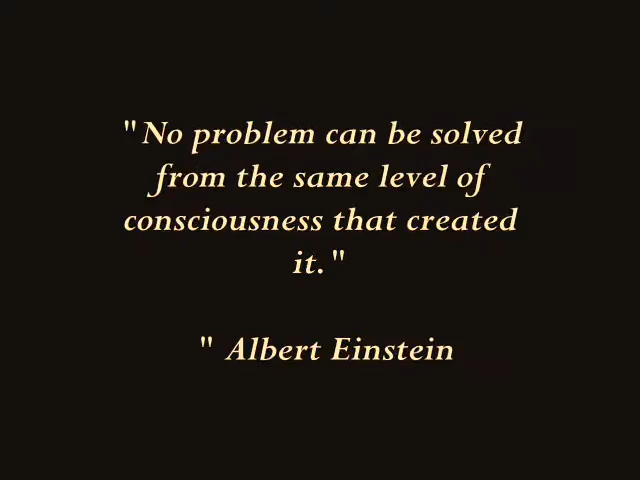 "No problem can be solved
from the same level of
consciousness that created
it."
" Albert Einstein